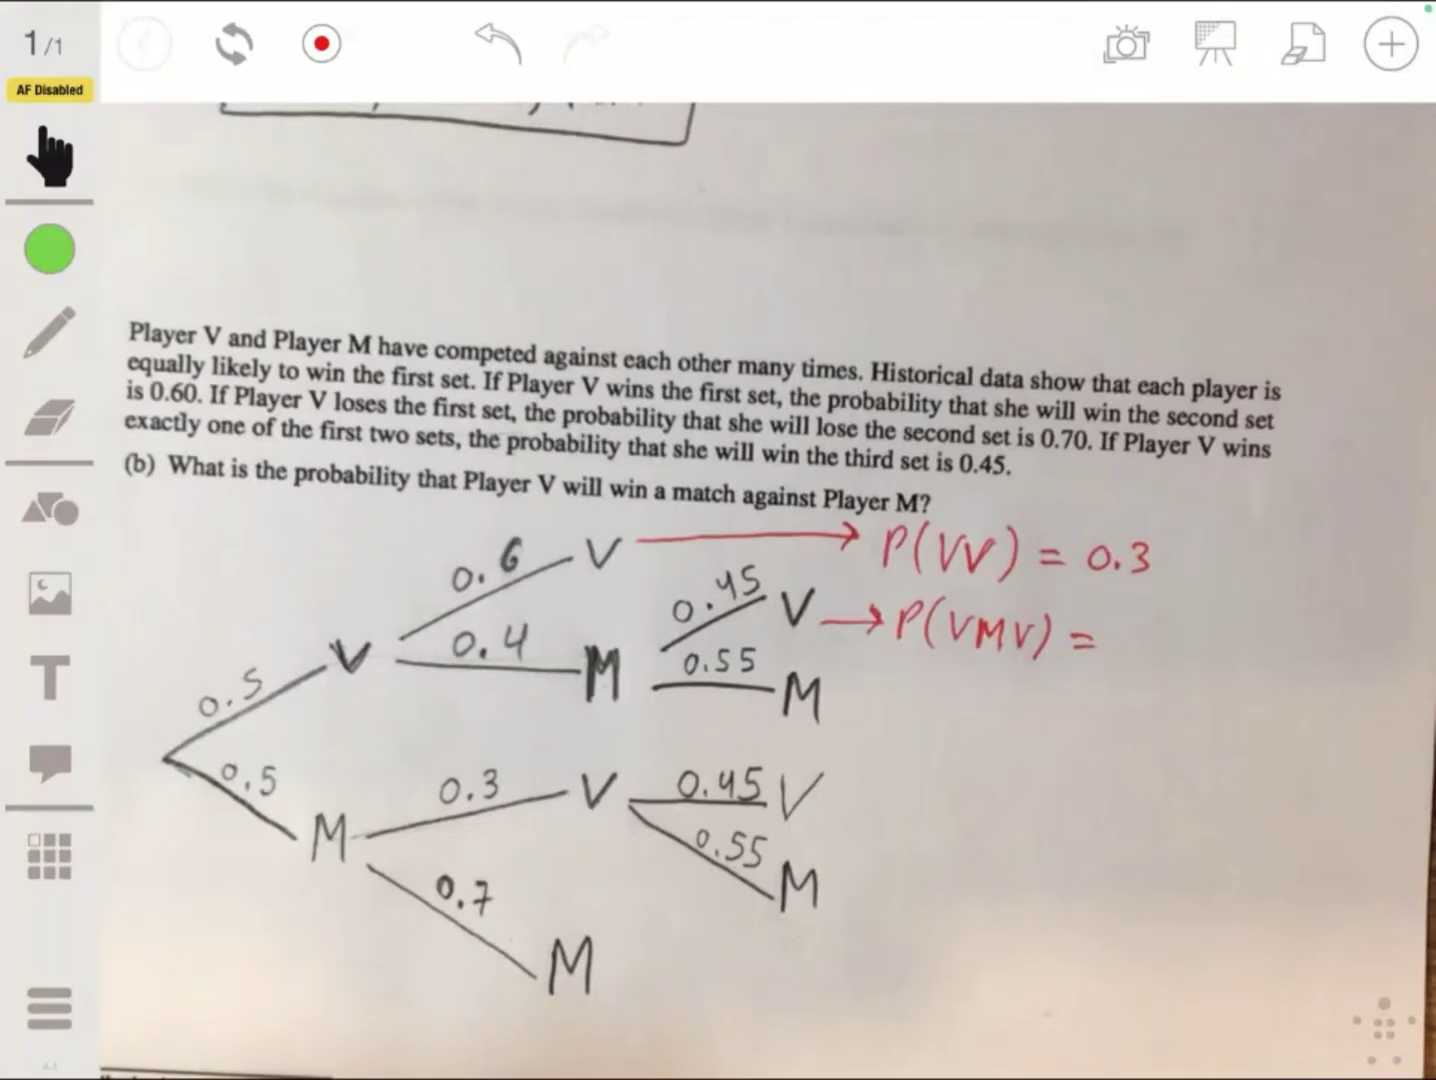 1/1
AF Disabled
Player V and Player M have competed against each other many times. Historical data show that each player is
equally likely to win the first set. If Player V wins the first set, the probability that she will win the second set
is 0.60. If Player V loses the first set, the probability that she will lose the second set is 0.70. If Player V wins
exactly one of the first two sets, the probability that she will win the third set is 0.45.
(b) What is the probability that Player V will win a match against Player M?
0.6 V → P(VV) = 0.3
0.45 V → P(VMV) =
0.5 V 0.4 M 0.55 M
0.5 M 0.3 V 0.45 V
0.55 M
0.7 M
T